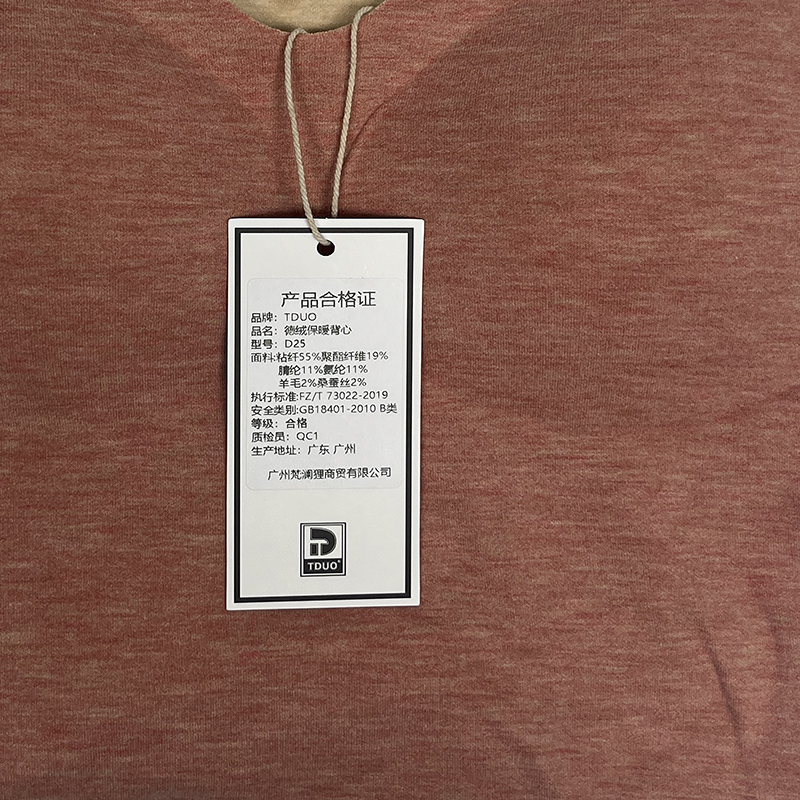 产品合格证
品牌：TDUO
品名：德绒保暖背心
型号：D25
面料:粘纤55%聚酯纤维19%
腈纶11%氨纶11%
羊毛2%桑蚕丝2%
执行标准:FZ/T 73022-2019
安全类别:GB18401-2010 B类
等级：合格
质检员：QC1
生产地址：广东 广州
广州梵澜狸商贸有限公司
TDUO